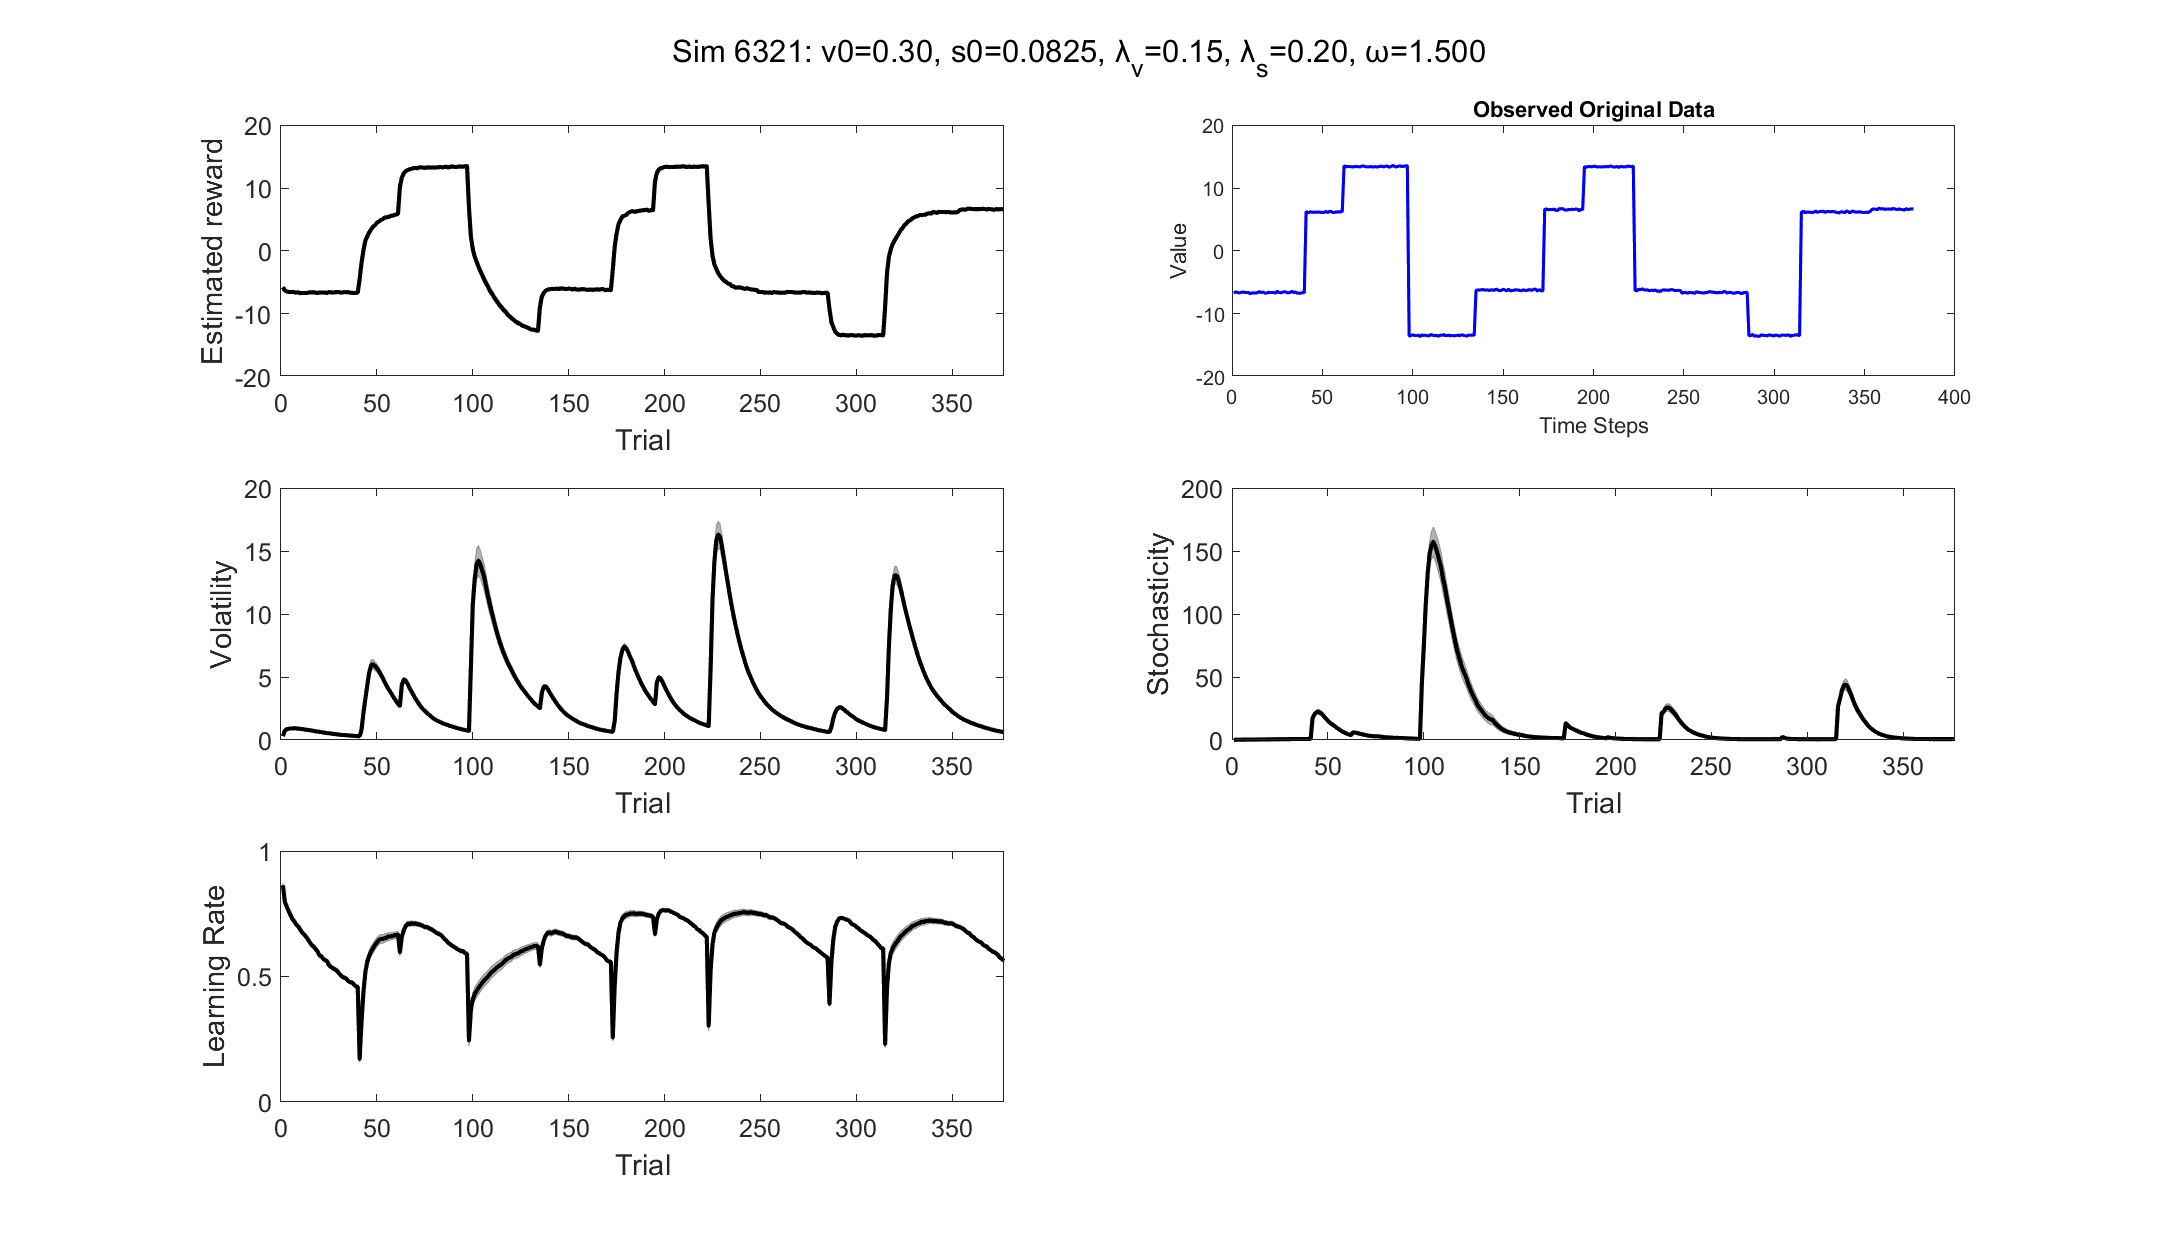 Sim 6321: v0=0.30, s0=0.0825, λ_v=0.15, λ_s=0.20, ω=1.500
Estimated reward
20
10
0
-10
-20
0 50 100 150 200 250 300 350
Trial
Observed Original Data
Value
20
10
0
-10
-20
0 50 100 150 200 250 300 350 400
Time Steps
Volatility
20
15
10
5
0
0 50 100 150 200 250 300 350
Trial
Stochasticity
200
150
100
50
0
0 50 100 150 200 250 300 350
Trial
Learning Rate
1
0.5
0
0 50 100 150 200 250 300 350
Trial